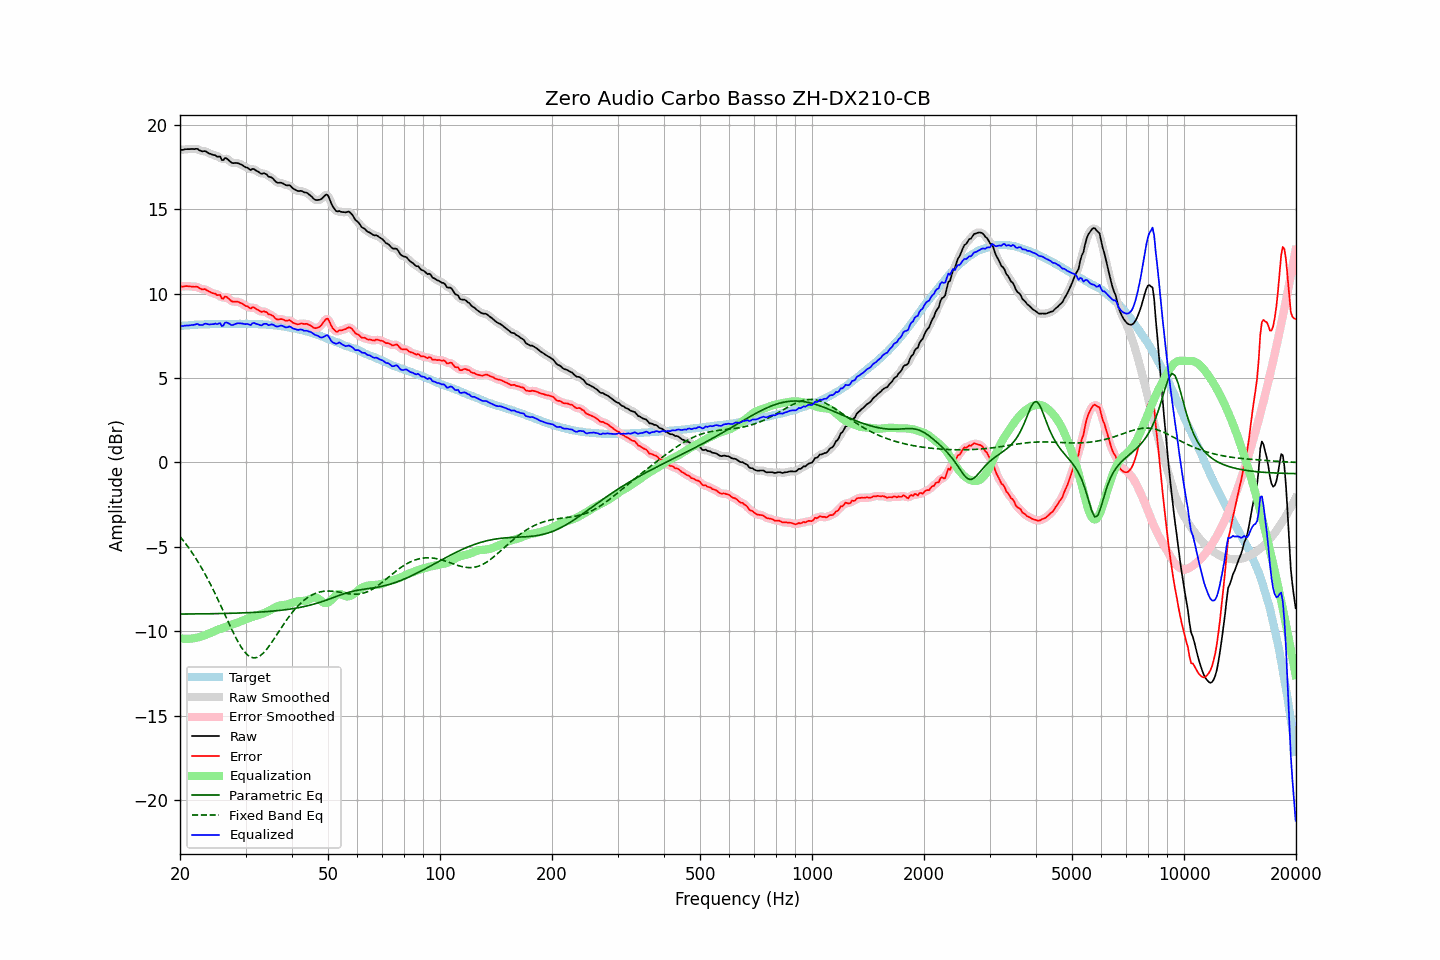 Zero Audio Carbo Basso ZH-DX210-CB
20
15
10
5
0
−5
−10
−15
−20
Amplitude (dBr)
Target
Raw Smoothed
Error Smoothed
Raw
Error
Equalization
Parametric Eq
Fixed Band Eq
Equalized
20 50 100 200 500 1000 2000 5000 10000 20000
Frequency (Hz)